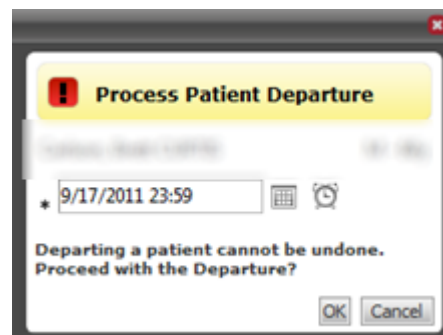 Process Patient Departure
* 9/17/2011 23:59
Departing a patient cannot be undone.
Proceed with the Departure?
OK Cancel